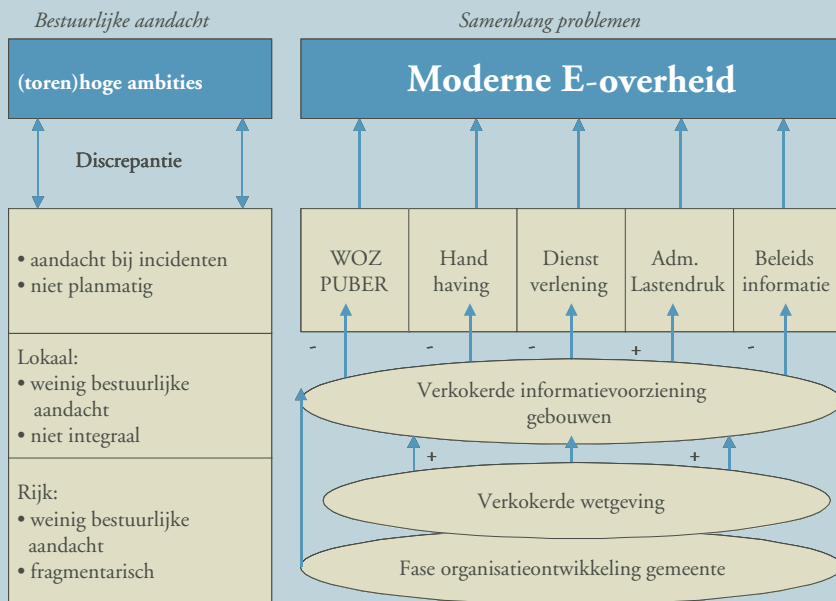 Bestuurlijke aandacht
(toren)hoge ambities
Discrepantie
• aandacht bij incidenten
• niet planmatig
Lokaal:
• weinig bestuurlijke
aandacht
• niet integraal
Rijk:
• weinig bestuurlijke
aandacht
• fragmentarisch
Samenhang problemen
Moderne E-overheid
WOZ
PUBER
Hand
having
Dienst
verlening
Adm.
Lastendruk
Beleids
informatie
- - - + -
Verkokerde informatievoorziening
gebouwen
+ +
Verkokerde wetgeving
Fase organisatieontwikkeling gemeente